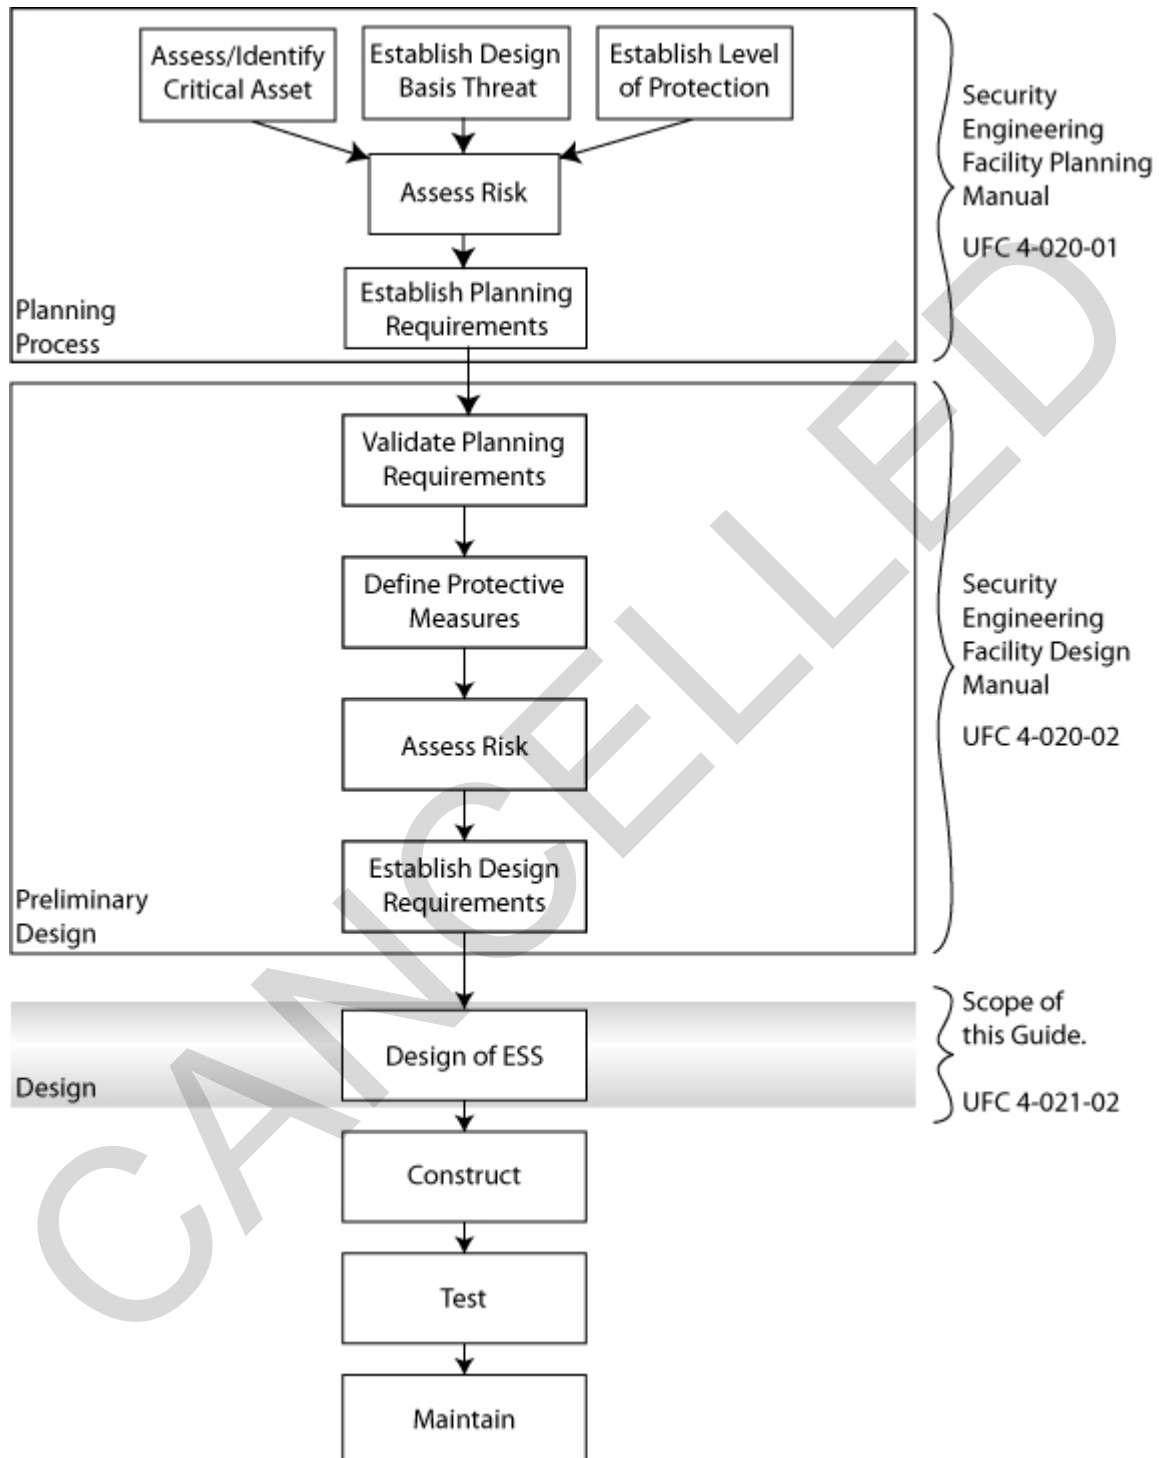 Assess/Identify
Critical Asset
Establish Design
Basis Threat
Establish Level
of Protection
Assess Risk
Establish Planning
Requirements
Planning
Process
Security
Engineering
Facility Planning
Manual
UFC 4-020-01
Validate Planning
Requirements
Define Protective
Measures
Assess Risk
Establish Design
Requirements
Preliminary
Design
Security
Engineering
Facility Design
Manual
UFC 4-020-02
Design of ESS
Design
Scope of
this Guide.
UFC 4-021-02
Construct
Test
Maintain
CANCELLED